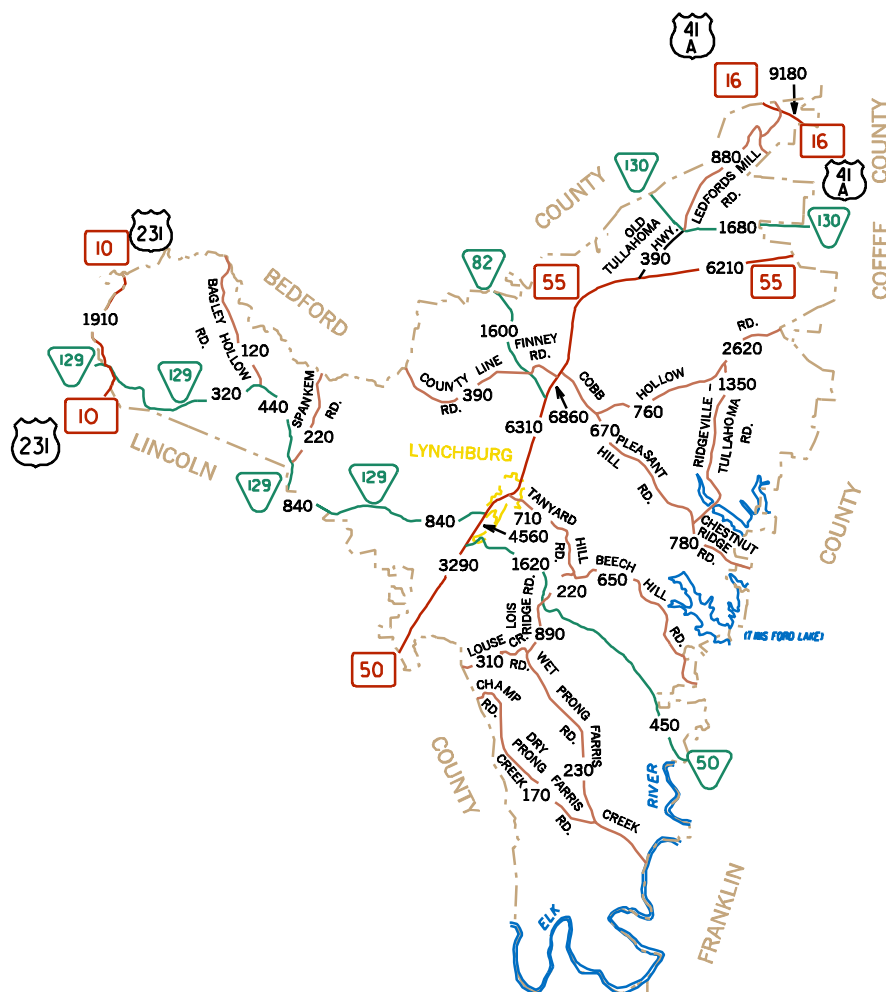 41
A
16
9180
16
COUNTY
41
A
130
880
LEDFORDS MILL
RD.
COUNTY
OLD
TULLAHOMA
HWY.
390
1680
130
COFFEE
231
10
BEDFORD
82
55
6210
55
1910
BAGLEY HOLLOW
RD.
120
1600
FINNEY
RD.
COUNTY LINE
RD.
390
2620
RD.
129
129
320
440
SPANKEM
RD.
220
COBB HOLLOW
760
1350
RIDGEVILLE -
TULLAHOMA
RD.
10
231
LINCOLN
6310
6860
670
PLEASANT
HILL
RD.
LYNCHBURG
129
129
840
840
TANYARD
HILL
RD.
710
4560
CHESTNUT
RIDGE
RD.
780
COUNTY
3290
1620
BEECH HILL
RD.
650
220
LOIS
RIDGE RD.
890
(TIMS FORD LAKE)
50
LOUSE CR.
RD.
310
WET PRONG FARRIS CREEK
RD.
CHAMP
RD.
450
50
COUNTY
DRY
PRONG FARRIS
CREEK
RD.
230
170
RIVER
RD.
FRANKLIN
ELK